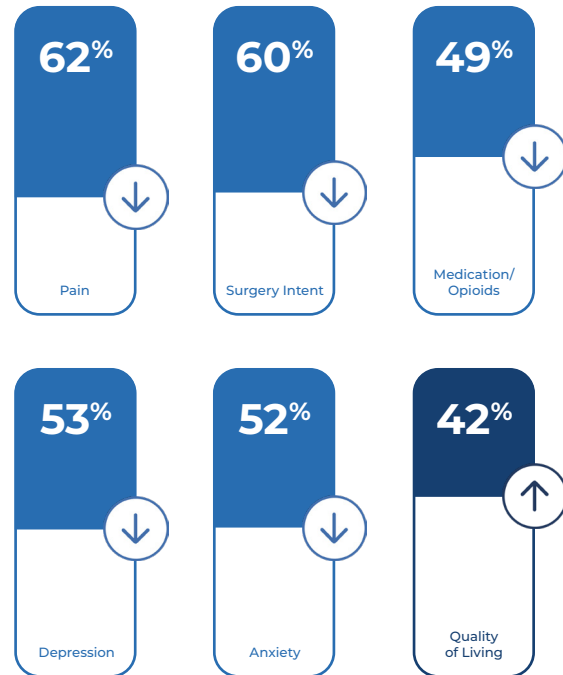 62%
60%
49%
Pain
Surgery Intent
Medication/
Opioids
53%
52%
42%
Depression
Anxiety
Quality
of Living